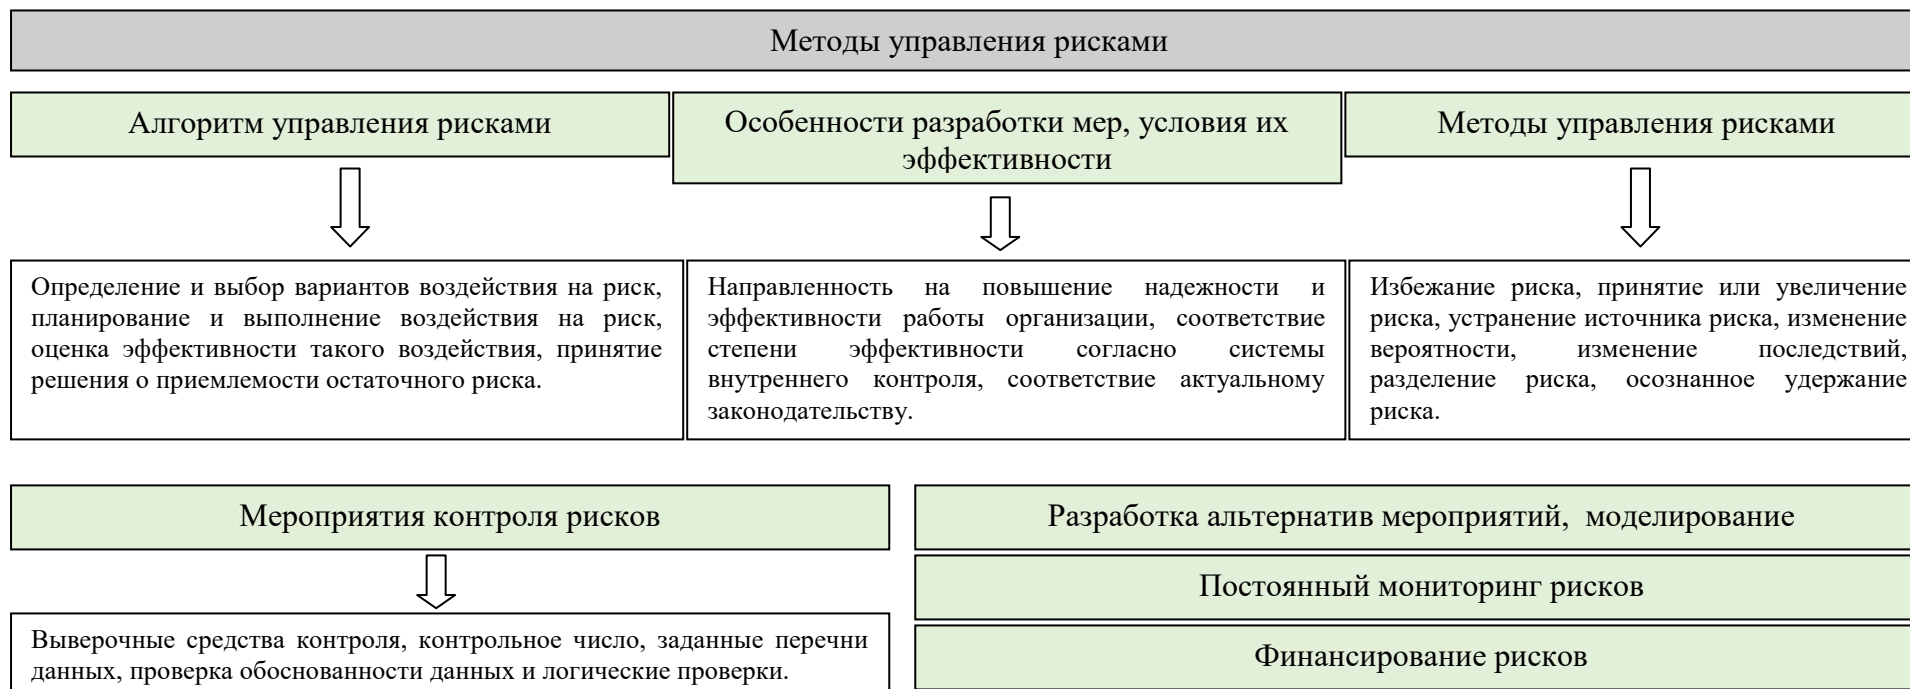 Методы управления рисками
Алгоритм управления рисками
Особенности разработки мер, условия их
эффективности
Методы управления рисками
Определение и выбор вариантов воздействия на риск,
планирование и выполнение воздействия на риск,
оценка эффективности такого воздействия, принятие
решения о приемлемости остаточного риска.
Направленность на повышение надежности и
эффективности работы организации, соответствие
степени эффективности согласно системы
внутреннего контроля, соответствие актуальному
законодательству.
Избежание риска, принятие или увеличение
риска, устранение источника риска, изменение
вероятности, изменение последствий,
разделение риска, осознанное удержание
риска.
Мероприятия контроля рисков
Выверочные средства контроля, контрольное число, заданные перечни
данных, проверка обоснованности данных и логические проверки.
Разработка альтернатив мероприятий, моделирование
Постоянный мониторинг рисков
Финансирование рисков